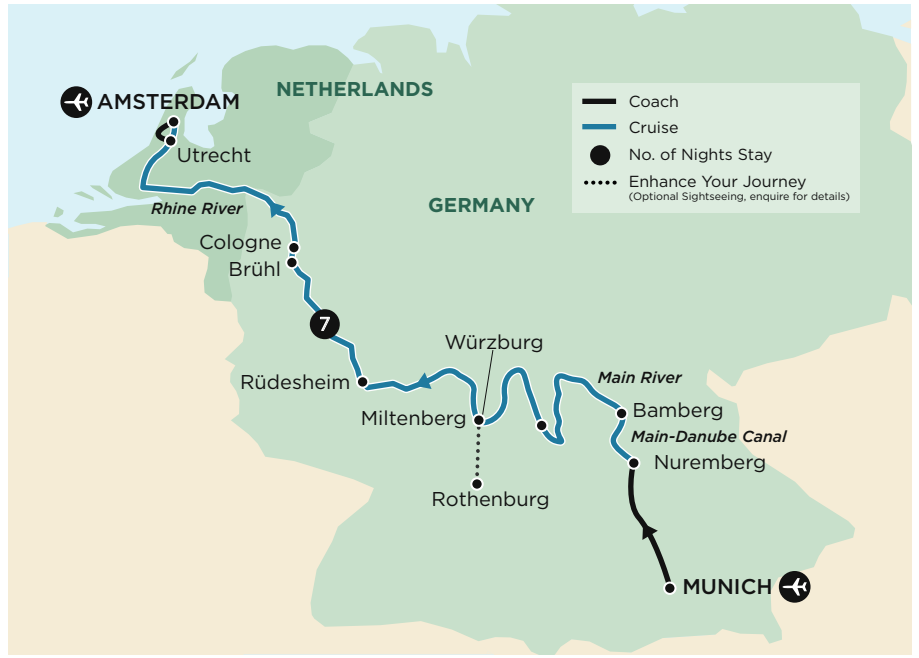 NETHERLANDS
AMSTERDAM
Utrecht
Coach
Cruise
No. of Nights Stay
Enhance Your Journey
(Optional Sightseeing, enquire for details)
Rhine River
GERMANY
Cologne
Brühl
7
Würzburg
Rüdesheim
Main River
Miltenberg
Bamberg
Main-Danube Canal
Nuremberg
Rothenburg
MUNICH